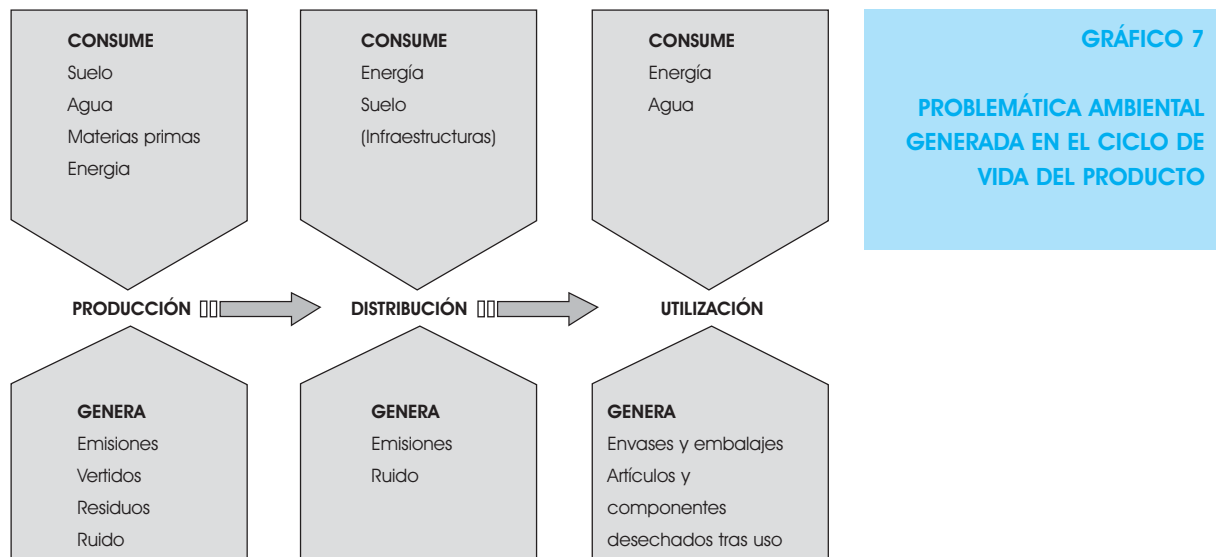 CONSUME
Suelo
Agua
Materias primas
Energia
CONSUME
Energía
Suelo
(Infraestructuras)
CONSUME
Energía
Agua
GRÁFICO 7
PROBLEMÁTICA AMBIENTAL
GENERADA EN EL CICLO DE
VIDA DEL PRODUCTO
PRODUCCIÓN
DISTRIBUCIÓN
UTILIZACIÓN
GENERA
Emisiones
Vertidos
Residuos
Ruido
GENERA
Emisiones
Ruido
GENERA
Envases y embalajes
Artículos y
componentes
desechados tras uso